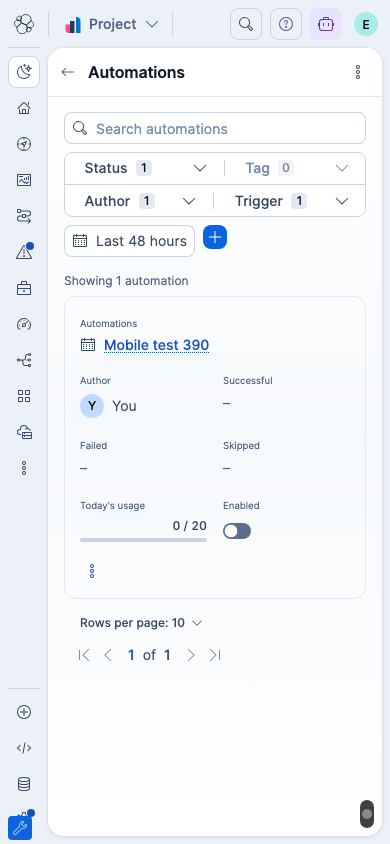 Project
E
Automations
Search automations
Status 1
Tag 0
Author 1
Trigger 1
Last 48 hours
Showing 1 automation
Automations
Mobile test 390
Author
Successful
Y You
–
Failed
Skipped
–
–
Today's usage
Enabled
0 / 20
Rows per page: 10
1 of 1